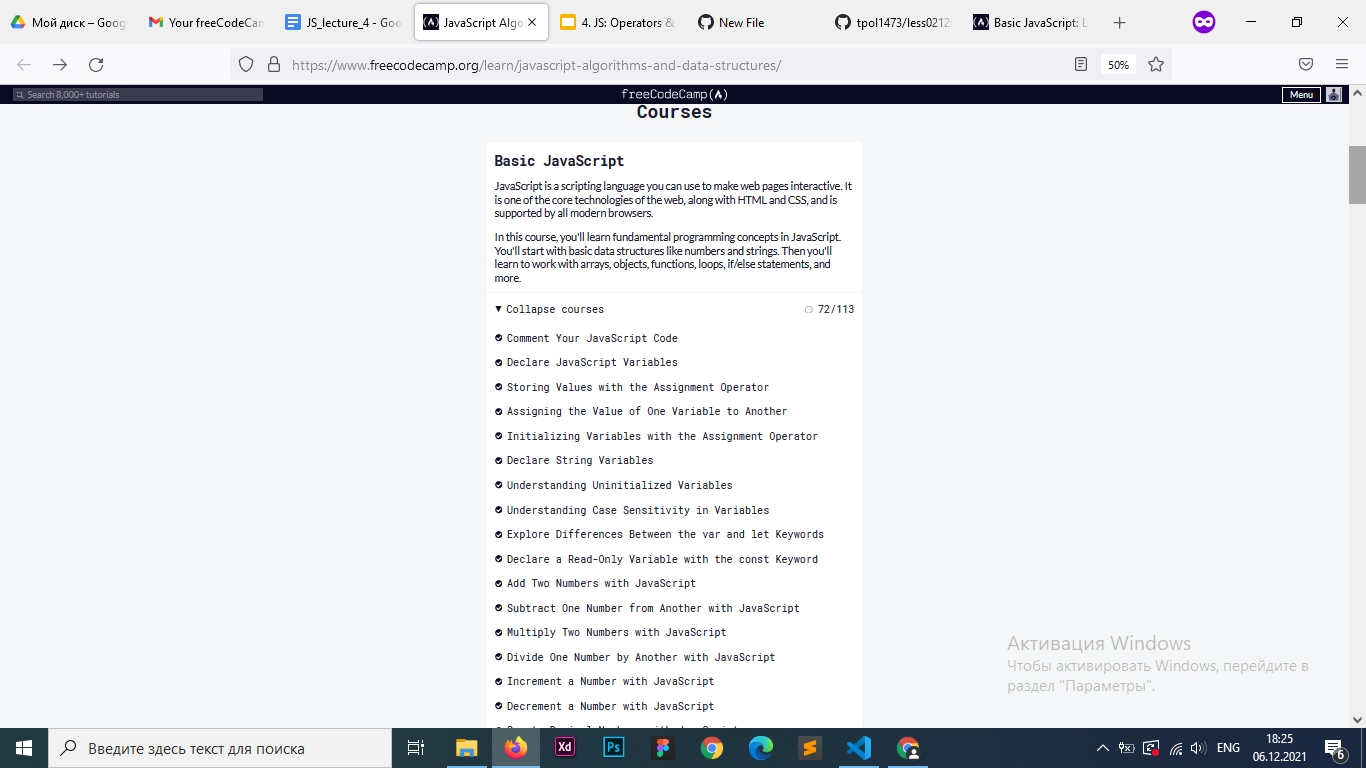 Мой диск – Goog
Your freeCodeCam
JS_lecture_4 - Goo
JavaScript Algo
4. JS: Operators &
New File
tpol1473/less0212
Basic JavaScript: L
https://www.freecodecamp.org/learn/javascript-algorithms-and-data-structures/
50%
Search 8,000+ tutorials
freeCodeCamp
Menu
Courses
Basic JavaScript
JavaScript is a scripting language you can use to make web pages interactive. It
is one of the core technologies of the web, along with HTML and CSS, and is
supported by all modern browsers.
In this course, you'll learn fundamental programming concepts in JavaScript.
You'll start with basic data structures like numbers and strings. Then you'll
learn to work with arrays, objects, functions, loops, if/else statements, and
more.
Collapse courses
72/113
Comment Your JavaScript Code
Declare JavaScript Variables
Storing Values with the Assignment Operator
Assigning the Value of One Variable to Another
Initializing Variables with the Assignment Operator
Declare String Variables
Understanding Uninitialized Variables
Understanding Case Sensitivity in Variables
Explore Differences Between the var and let Keywords
Declare a Read-Only Variable with the const Keyword
Add Two Numbers with JavaScript
Subtract One Number from Another with JavaScript
Multiply Two Numbers with JavaScript
Divide One Number by Another with JavaScript
Increment a Number with JavaScript
Decrement a Number with JavaScript
Активация Windows
Чтобы активировать Windows, перейдите в
раздел "Параметры".
Введите здесь текст для поиска
Xd
Ps
ENG
18:25
06.12.2021
6